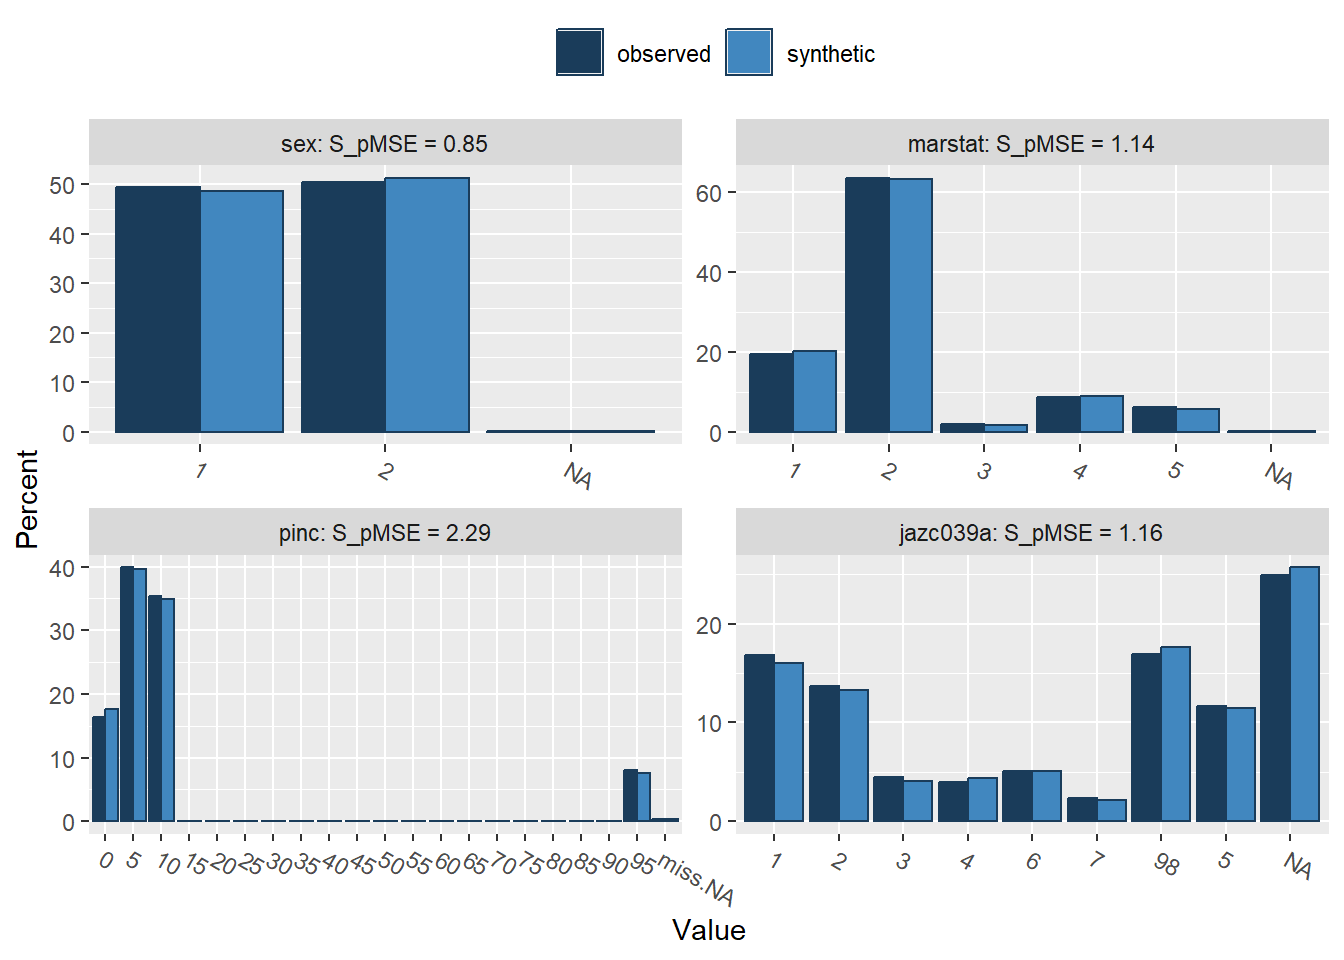 observed synthetic
sex: S_pMSE = 0.85
marstat: S_pMSE = 1.14
50
40
30
20
10
0
1 2 NA
60
40
20
0
1 2 3 4 5 NA
Percent
pinc: S_pMSE = 2.29
jazc039a: S_pMSE = 1.16
40
30
20
10
0
0 5 10 15 20 25 30 35 40 45 50 55 60 65 70 75 80 85 90 95 miss.NA
20
10
0
1 2 3 4 6 7 98 5 NA
Value